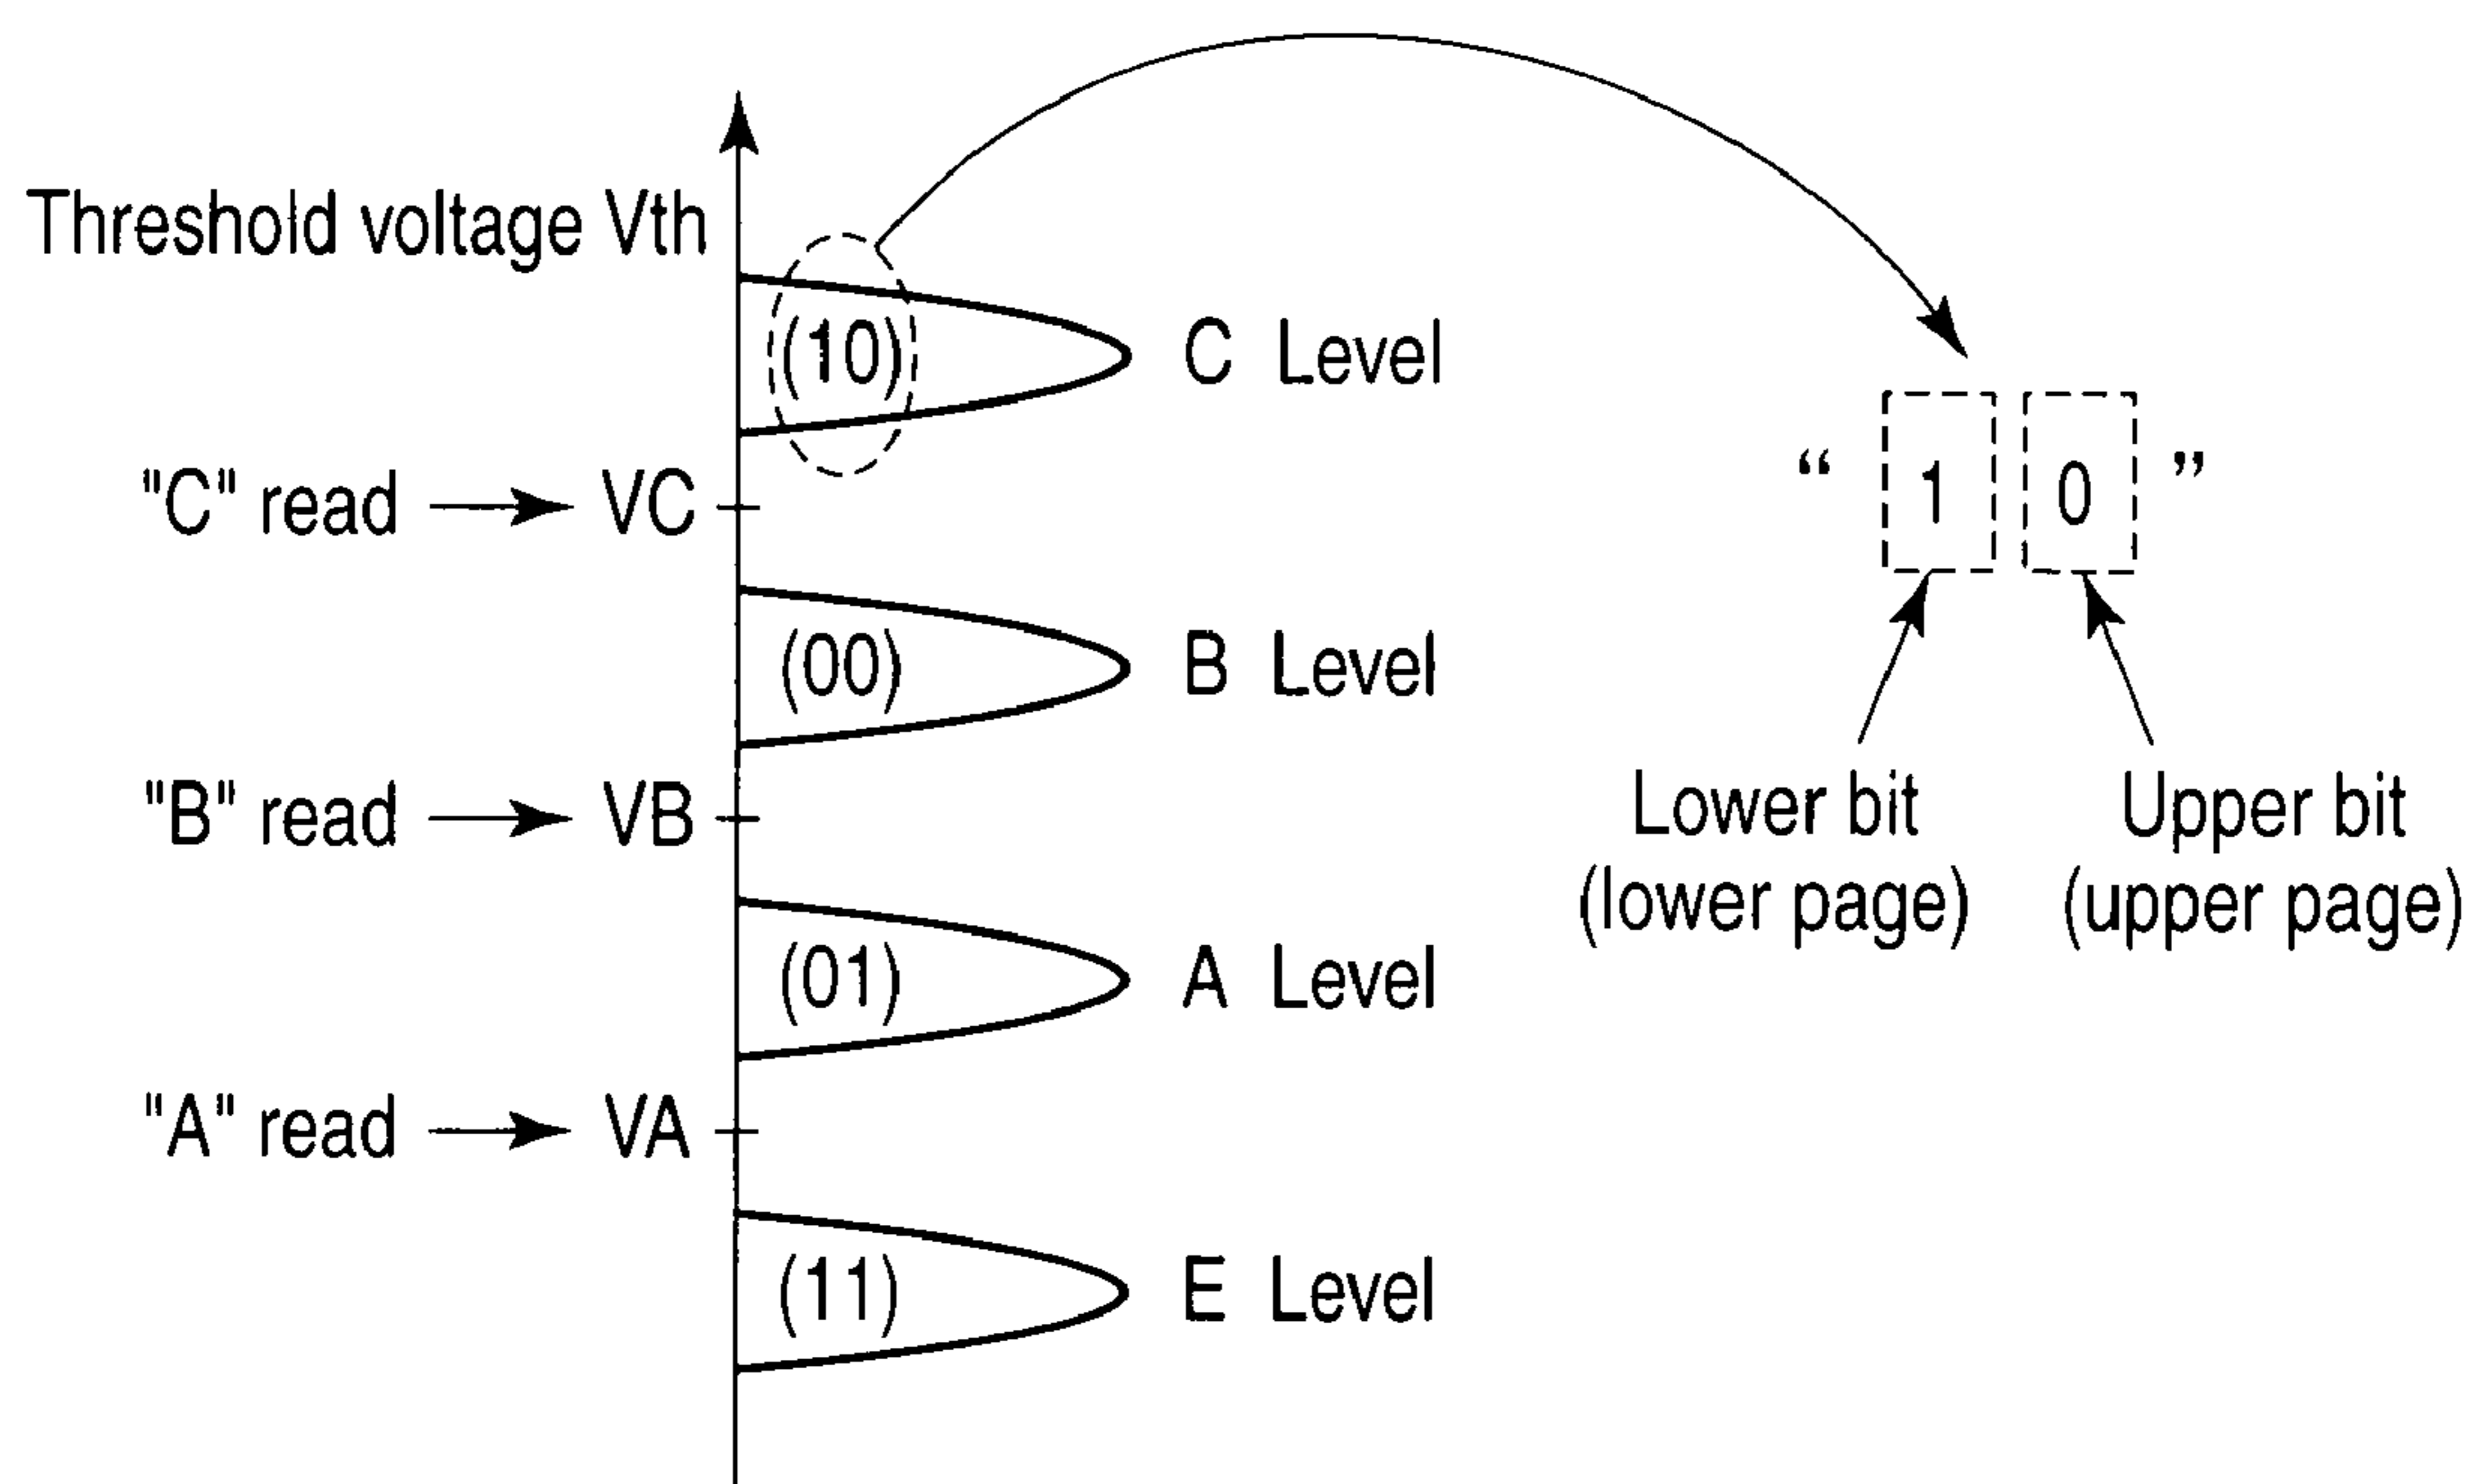 Threshold voltage Vth
(10) C Level
"C" read VC
“ 1 0 ”
(00) B Level
"B" read VB
Lower bit
(lower page)
Upper bit
(upper page)
(01) A Level
"A" read VA
(11) E Level